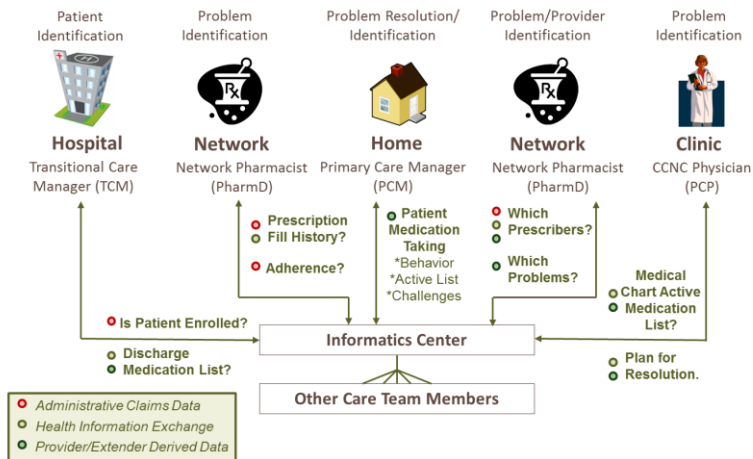 Patient
Identification
Problem
Identification
Problem Resolution/
Identification
Problem/Provider
Identification
Problem
Identification
H
Rx
Rx
Hospital
Transitional Care
Manager (TCM)
Network
Network Pharmacist
(PharmD)
Home
Primary Care Manager
(PCM)
Network
Network Pharmacist
(PharmD)
Clinic
CCNC Physician
(PCP)
Prescription
Fill History?
Adherence?
Patient
Medication
Taking
*Behavior
*Active List
*Challenges
Which
Prescribers?
Which
Problems?
Medical
Chart Active
Medication
List?
Is Patient Enrolled?
Discharge
Medication List?
Informatics Center
Plan for
Resolution.
Other Care Team Members
Administrative Claims Data
Health Information Exchange
Provider/Extender Derived Data